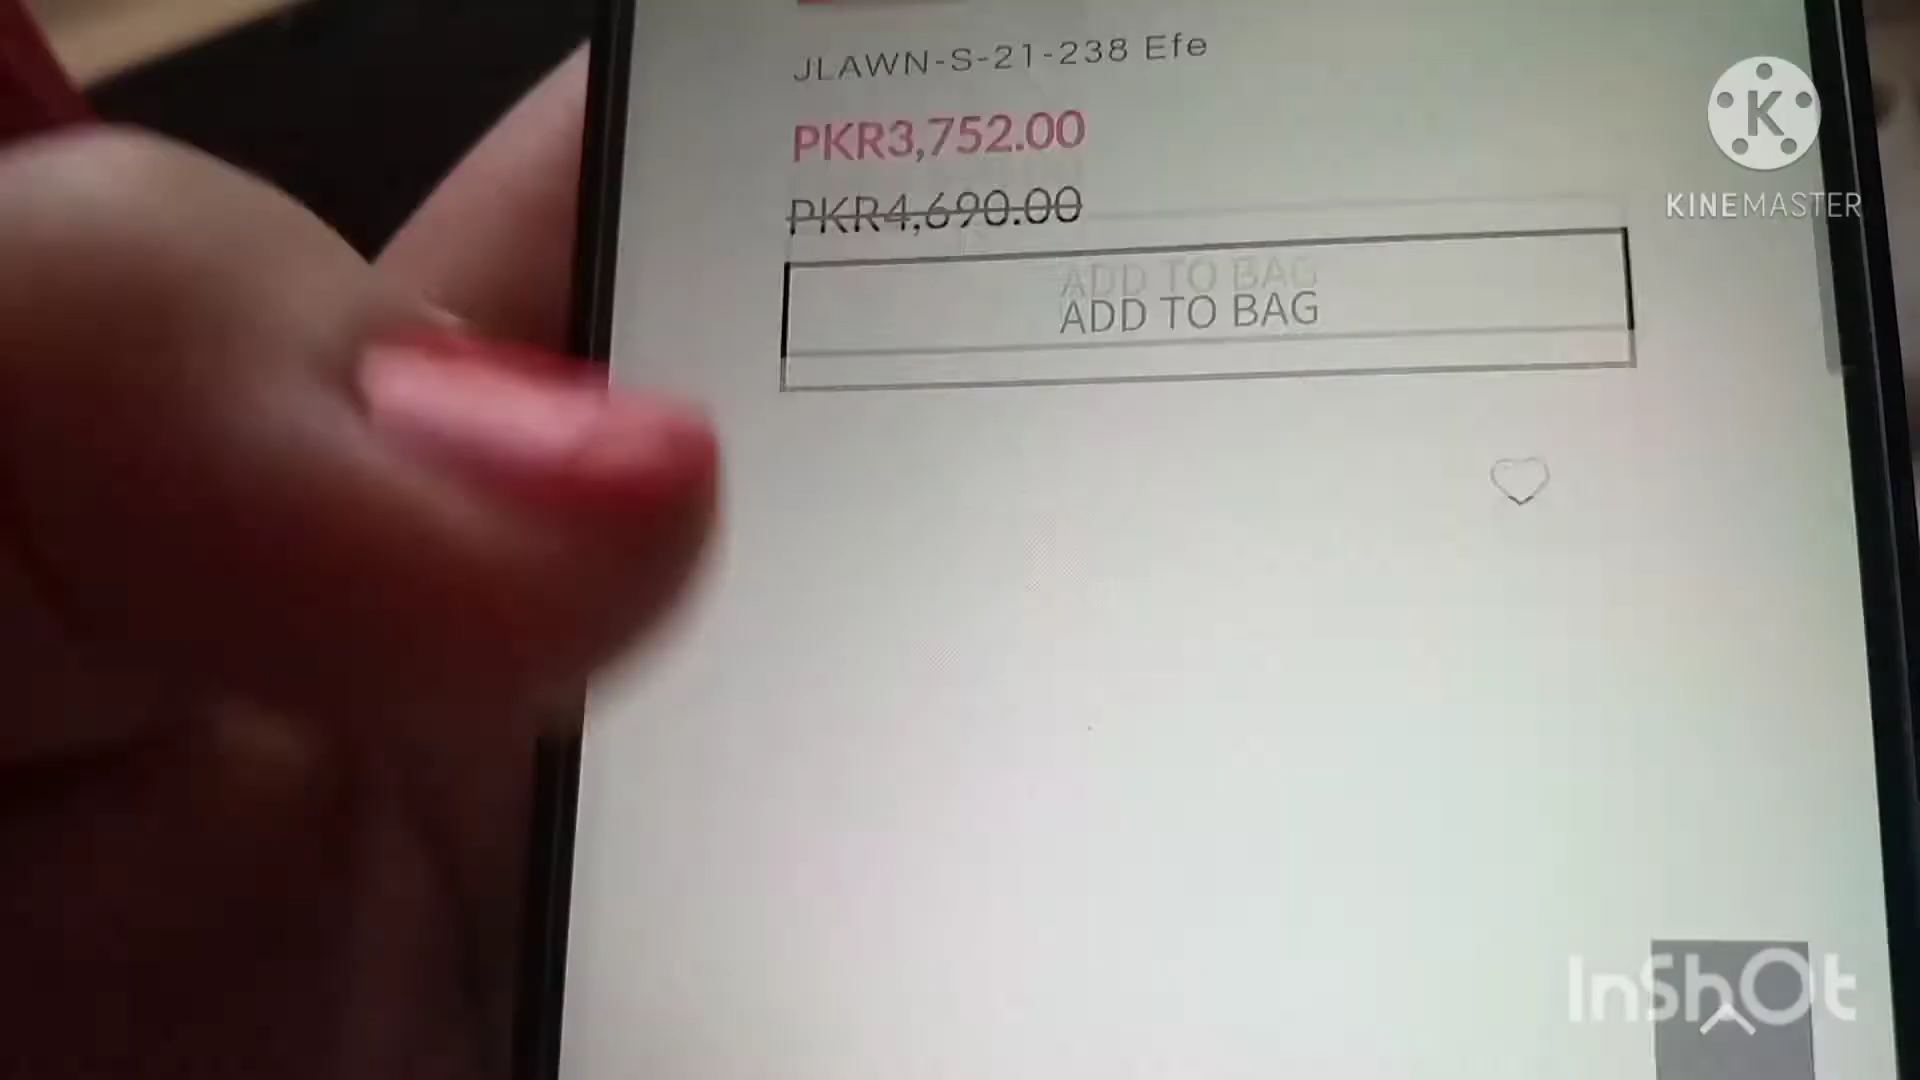 JLAWN-S-21-238 Efe
PKR3,752.00
PKR4,690.00
ADD TO BAG
ADD TO BAG
K
KINEMASTER
InShOt